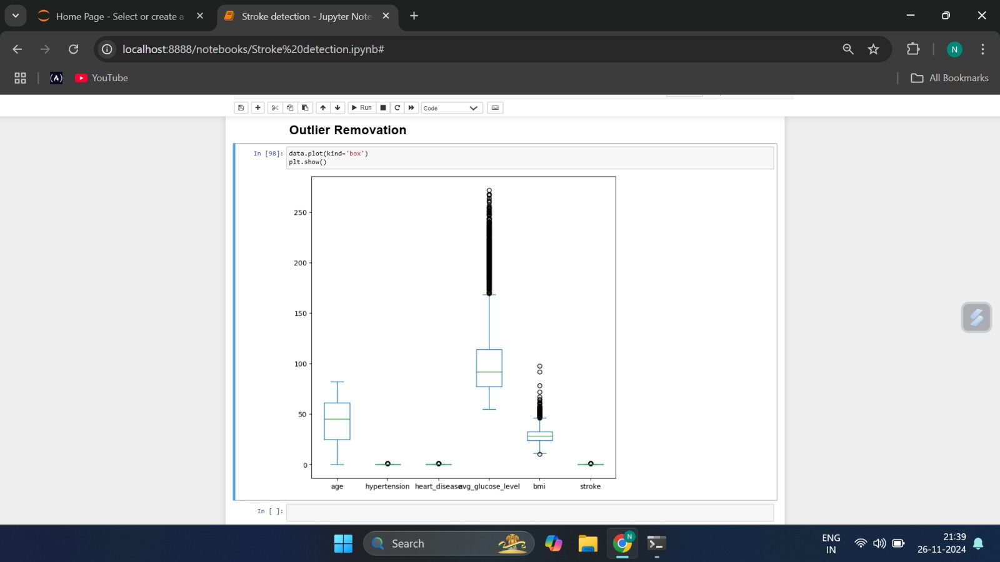 Home Page - Select or create a
Stroke detection - Jupyter Note
localhost:8888/notebooks/Stroke%20detection.ipynb#
N
YouTube
All Bookmarks
Run
Code
Outlier Removation
In [98]:
data.plot(kind='box')
plt.show()
250
200
150
100
50
0
age
hypertension
heart_disease
avg_glucose_level
bmi
stroke
In [ ]:
Search
N
ENG
IN
21:39
26-11-2024